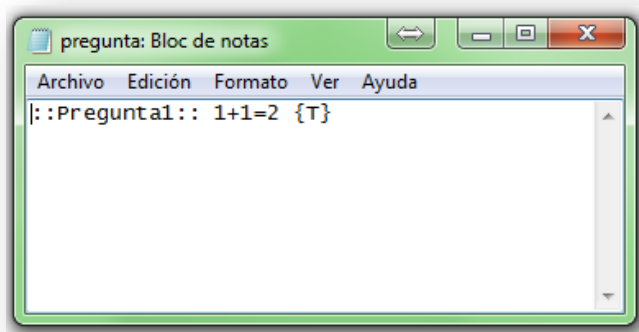 pregunta: Bloc de notas
Archivo Edición Formato Ver Ayuda
::Pregunta1:: 1+1=2 {T}